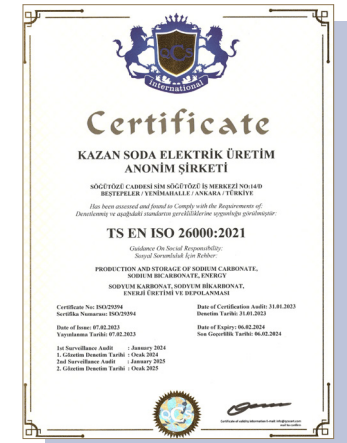 QCS
International
Certificate
KAZAN SODA ELEKTRİK ÜRETİM
ANONİM ŞİRKETİ
SÖĞÜTÖZÜ CADDESİ SİM SÖĞÜTÖZÜ İŞ MERKEZİ NO:14/D
BEŞTEPELER / YENİMAHALLE / ANKARA / TÜRKİYE
Has been assessed and found to Comply with the Requirements of:
Denetlenmiş ve aşağıdaki standartın gerekliliklerine uygunluğu görülmüştür:
TS EN ISO 26000:2021
Guidance On Social Responsibility:
Sosyal Sorumluluk İçin Rehber:
PRODUCTION AND STORAGE OF SODIUM CARBONATE,
SODIUM BICARBONATE, ENERGY
SODYUM KARBONAT, SODYUM BİKARBONAT,
ENERJİ ÜRETİMİ VE DEPOLANMASI
Certificate No: ISO/29394
Sertifika Numarası: ISO/29394
Date of Certification Audit: 31.01.2023
Denetim Tarihi: 31.01.2023
Date of Issue: 07.02.2023
Yayınlanma Tarihi: 07.02.2023
Date of Expiry: 06.02.2024
Son Geçerlilik Tarihi: 06.02.2024
1st Surveillance Audit : January 2024
1. Gözetim Denetim Tarihi : Ocak 2024
2nd Surveillance Audit : January 2025
2. Gözetim Denetim Tarihi : Ocak 2025